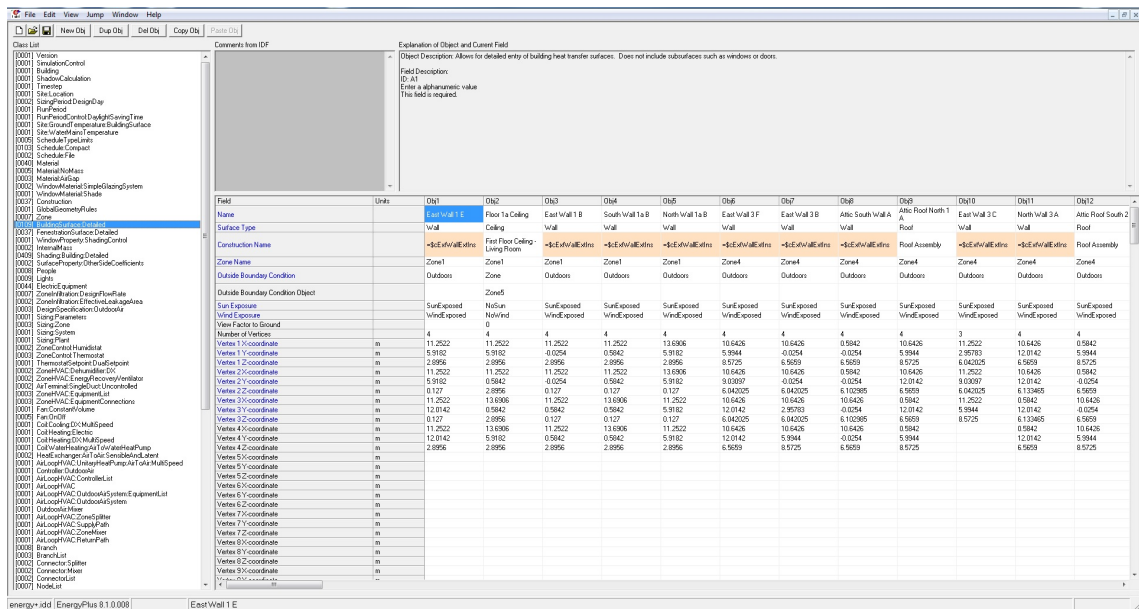 File Edit View Jump Window Help
New Obj Dup Obj Del Obj Copy Obj Paste Obj
Class List
[0001] Version
[0001] SimulationControl
[0001] Building
[0001] ShadowCalculation
[0001] Timestep
[0001] Site:Location
[0002] SizingPeriod:DesignDay
[0001] RunPeriod
[0001] RunPeriodControl:DaylightSavingTime
[0001] Site:GroundTemperature:BuildingSurface
[0001] Site:WaterMainsTemperature
[0005] ScheduleTypeLimits
[0103] Schedule:Compact
[0002] Schedule:File
[0040] Material
[0005] Material:NoMass
[0003] Material:AirGap
[0002] WindowMaterial:SimpleGlazingSystem
[0001] WindowMaterial:Shade
[0037] Construction
[0001] GlobalGeometryRules
[0007] Zone
[0109] BuildingSurface:Detailed
[0037] FenestrationSurface:Detailed
[0001] WindowProperty:ShadingControl
[0002] InternalMass
[0409] Shading:Building:Detailed
[0002] SurfaceProperty:OtherSideCoefficients
[0008] People
[0009] Lights
[0044] ElectricEquipment
[0002] ZoneInfiltration:DesignFlowRate
[0002] ZoneInfiltration:EffectiveLeakageArea
[0003] DesignSpecification:OutdoorAir
[0001] Sizing:Parameters
[0003] Sizing:Zone
[0001] Sizing:System
[0001] Sizing:Plant
[0002] ZoneControl:Humidistat
[0003] ZoneControl:Thermostat
[0001] ThermostatSetpoint:DualSetpoint
[0002] ZoneHVAC:Dehumidifier:DX
[0002] ZoneHVAC:EnergyRecoveryVentilator
[0002] AirTerminal:SingleDuct:Uncontrolled
[0003] ZoneHVAC:EquipmentList
[0003] ZoneHVAC:EquipmentConnections
[0001] Fan:ConstantVolume
[0005] Fan:OnOff
[0001] Coil:Cooling:DX:MultiSpeed
[0001] Coil:Heating:Electric
[0001] Coil:Heating:DX:MultiSpeed
[0001] Coil:WaterHeating:AirToWaterHeatPump
[0002] HeatExchanger:AirToAir:SensibleAndLatent
[0001] AirLoopHVAC:UnitaryHeatPump:AirToAir:MultiSpeed
[0001] Controller:OutdoorAir
[0001] AirLoopHVAC:ControllerList
[0001] AirLoopHVAC
[0001] AirLoopHVAC:OutdoorAirSystem:EquipmentList
[0001] AirLoopHVAC:OutdoorAirSystem
[0001] OutdoorAir:Mixer
[0001] AirLoopHVAC:ZoneSplitter
[0001] AirLoopHVAC:SupplyPath
[0001] AirLoopHVAC:ZoneMixer
[0001] AirLoopHVAC:ReturnPath
[0008] Branch
[0003] BranchList
[0002] Connector:Splitter
[0002] Connector:Mixer
[0002] ConnectorList
[0007] NodeList
Comments from IDF
Explanation of Object and Current Field
Object Description: Allows for detailed entry of building heat transfer surfaces. Does not include subsurfaces such as windows or doors.
Field Description:
ID: A1
Enter a alphanumeric value
This field is required.
Field Units Obj1 Obj2 Obj3 Obj4 Obj5 Obj6 Obj7 Obj8 Obj9 Obj10 Obj11 Obj12
Name East Wall 1 E Floor 1a Ceiling East Wall 1 B South Wall 1a B North Wall 1a B East Wall 3 F East Wall 3 B Attic South Wall A Attic Roof North 1 A East Wall 3 C North Wall 3 A Attic Roof South 2
Surface Type Wall Ceiling Wall Wall Wall Wall Wall Wall Roof Wall Wall Roof
Construction Name =$cExtWallExtIns First Floor Ceiling - Living Room =$cExtWallExtIns =$cExtWallExtIns =$cExtWallExtIns =$cExtWallExtIns =$cExtWallExtIns =$cExtWallExtIns Roof Assembly =$cExtWallExtIns =$cExtWallExtIns Roof Assembly
Zone Name Zone1 Zone1 Zone1 Zone1 Zone1 Zone4 Zone4 Zone4 Zone4 Zone4 Zone4 Zone4
Outside Boundary Condition Outdoors Zone Outdoors Outdoors Outdoors Outdoors Outdoors Outdoors Outdoors Outdoors Outdoors Outdoors
Outside Boundary Condition Object Zone5
Sun Exposure SunExposed NoSun SunExposed SunExposed SunExposed SunExposed SunExposed SunExposed SunExposed SunExposed SunExposed SunExposed
Wind Exposure WindExposed NoWind WindExposed WindExposed WindExposed WindExposed WindExposed WindExposed WindExposed WindExposed WindExposed WindExposed
View Factor to Ground 0
Number of Vertices 4 4 4 4 4 4 4 4 4 3 4 4
Vertex 1 X-coordinate m 11.2522 11.2522 11.2522 11.2522 13.6906 10.6426 10.6426 0.5842 10.6426 11.2522 10.6426 0.5842
Vertex 1 Y-coordinate m 5.9182 5.9182 -0.0254 0.5842 5.9182 5.9944 -0.0254 -0.0254 5.9944 2.95783 12.0142 5.9944
Vertex 1 Z-coordinate m 2.8956 2.8956 2.8956 2.8956 2.8956 8.5725 6.5659 6.5659 8.5725 6.042025 6.5659 8.5725
Vertex 2 X-coordinate m 11.2522 11.2522 11.2522 11.2522 13.6906 10.6426 10.6426 0.5842 0.5842 11.2522 10.6426 0.5842
Vertex 2 Y-coordinate m 5.9182 0.5842 -0.0254 0.5842 5.9182 9.03097 -0.0254 -0.0254 12.0142 9.03097 12.0142 -0.0254
Vertex 2 Z-coordinate m 0.127 2.8956 0.127 0.127 0.127 6.042025 6.042025 6.102985 6.5659 6.042025 6.133465 6.5659
Vertex 3 X-coordinate m 11.2522 13.6906 11.2522 13.6906 11.2522 10.6426 10.6426 10.6426 0.5842 11.2522 0.5842 10.6426
Vertex 3 Y-coordinate m 12.0142 0.5842 0.5842 0.5842 5.9182 12.0142 2.95783 -0.0254 12.0142 5.9944 12.0142 -0.0254
Vertex 3 Z-coordinate m 0.127 2.8956 0.127 0.127 0.127 6.042025 6.042025 6.102985 6.5659 8.5725 6.133465 6.5659
Vertex 4 X-coordinate m 11.2522 13.6906 11.2522 13.6906 11.2522 10.6426 10.6426 10.6426 0.5842 0.5842 10.6426
Vertex 4 Y-coordinate m 12.0142 5.9182 0.5842 0.5842 5.9182 12.0142 5.9944 -0.0254 5.9944 12.0142 5.9944
Vertex 4 Z-coordinate m 2.8956 2.8956 2.8956 2.8956 2.8956 6.5659 8.5725 6.5659 8.5725 6.5659 8.5725
Vertex 5 X-coordinate m
Vertex 5 Y-coordinate m
Vertex 5 Z-coordinate m
Vertex 6 X-coordinate m
Vertex 6 Y-coordinate m
Vertex 6 Z-coordinate m
Vertex 7 X-coordinate m
Vertex 7 Y-coordinate m
Vertex 7 Z-coordinate m
Vertex 8 X-coordinate m
Vertex 8 Y-coordinate m
Vertex 8 Z-coordinate m
Vertex 9 X-coordinate m
energy+.idd EnergyPlus 8.1.0.008 East Wall 1 E